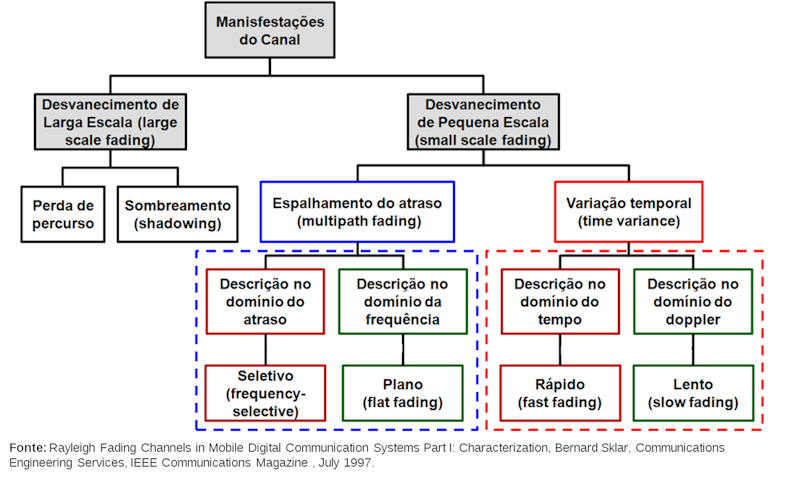 Manisfestações
do Canal
Desvanecimento de
Larga Escala (large
scale fading)
Desvanecimento
de Pequena Escala
(small scale fading)
Perda de
percurso
Sombreamento
(shadowing)
Espalhamento do atraso
(multipath fading)
Variação temporal
(time variance)
Descrição no
domínio do
atraso
Descrição no
domínio da
frequência
Descrição no
domínio do
tempo
Descrição no
domínio do
doppler
Seletivo
(frequency-
selective)
Plano
(flat fading)
Rápido
(fast fading)
Lento
(slow fading)
Fonte: Rayleigh Fading Channels in Mobile Digital Communication Systems Part I: Characterization, Bernard Sklar, Communications
Engineering Services, IEEE Communications Magazine , July 1997.